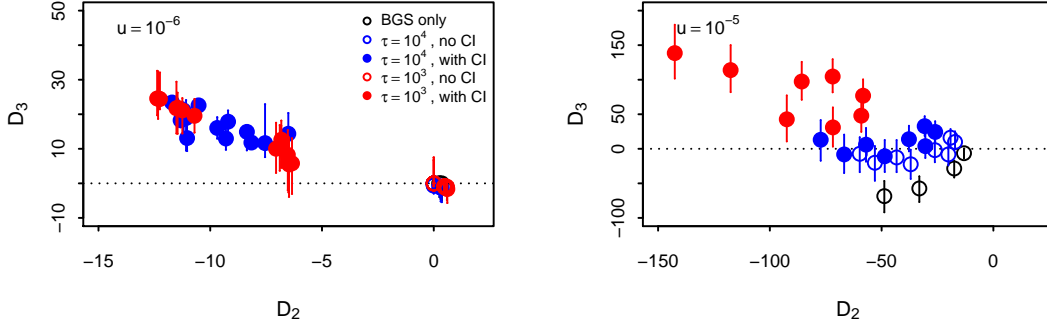 u = 10⁻⁶
BGS only
τ = 10⁴ , no CI
τ = 10⁴ , with CI
τ = 10³ , no CI
τ = 10³ , with CI
D₃
50
30
10
−10
−15
−10
−5
0
D₂
u = 10⁻⁵
D₃
150
50
0
−100
−150
−100
−50
0
D₂